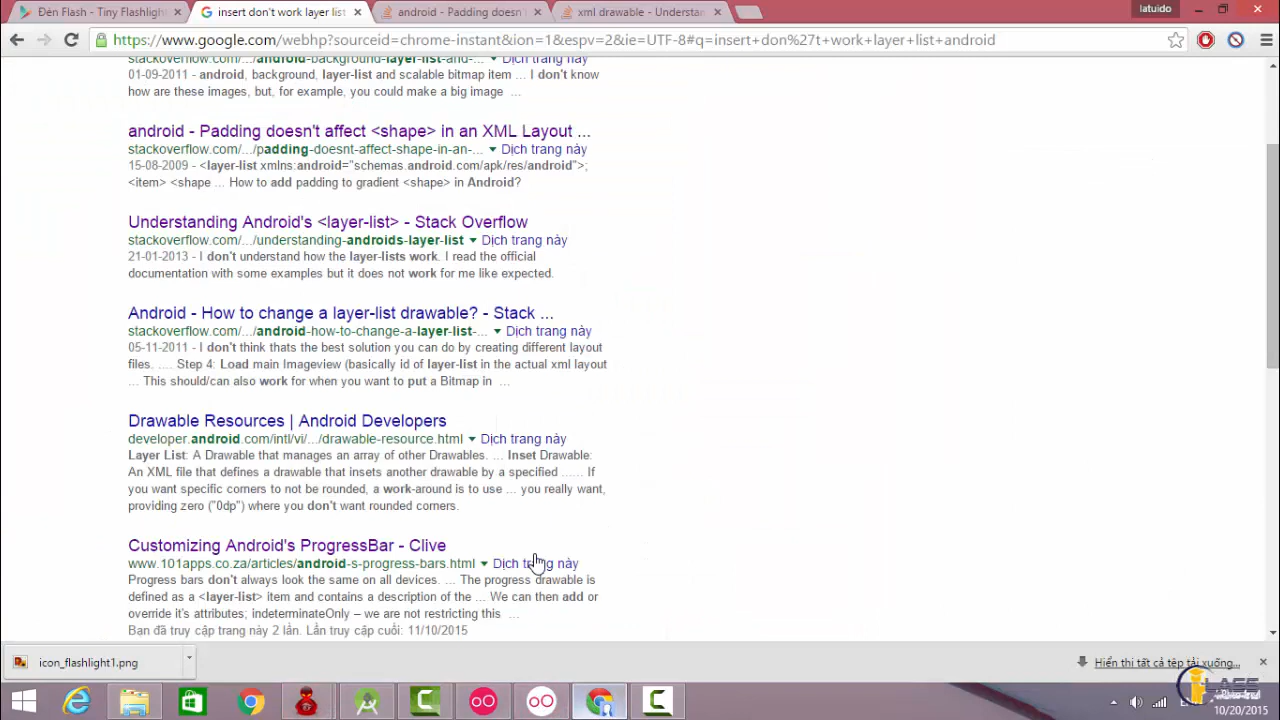 Đèn Flash - Tiny Flashlight
insert don't work layer list
android - Padding doesn'
xml drawable - Understan
latuido
https://www.google.com/webhp?sourceid=chrome-instant&ion=1&espv=2&ie=UTF-8#q=insert+don%27t+work+layer+list+android
stackoverflow.com/.../android-background-layer-list-and-... Dịch trang này
01-09-2011 - android, background, layer-list and scalable bitmap item ... I don't know
how are these images, but, for example, you could make a big image ...
android - Padding doesn't affect <shape> in an XML Layout ...
stackoverflow.com/.../padding-doesnt-affect-shape-in-an-... Dịch trang này
15-08-2009 - <layer-list xmlns:android="schemas.android.com/apk/res/android">;
<item> <shape ... How to add padding to gradient <shape> in Android?
Understanding Android's <layer-list> - Stack Overflow
stackoverflow.com/.../understanding-androids-layer-list Dịch trang này
21-01-2013 - I don't understand how the layer-lists work. I read the official
documentation with some examples but it does not work for me like expected.
Android - How to change a layer-list drawable? - Stack ...
stackoverflow.com/.../android-how-to-change-a-layer-list-... Dịch trang này
05-11-2011 - I don't think thats the best solution you can do by creating different layout
files. .... Step 4: Load main Imageview (basically id of layer-list in the actual xml layout
... This should/can also work for when you want to put a Bitmap in ...
Drawable Resources | Android Developers
developer.android.com/intl/vi/.../drawable-resource.html Dịch trang này
Layer List: A Drawable that manages an array of other Drawables. ... Inset Drawable:
An XML file that defines a drawable that insets another drawable by a specified ...... If
you want specific corners to not be rounded, a work-around is to use ... you really want,
providing zero ("0dp") where you don't want rounded corners.
Customizing Android's ProgressBar - Clive
www.101apps.co.za/articles/android-s-progress-bars.html Dịch trang này
Progress bars don't always look the same on all devices. ... The progress drawable is
defined as a <layer-list> item and contains a description of the ... We can then add or
override it's attributes; indeterminateOnly – we are not restricting this ...
Bạn đã truy cập trang này 2 lần. Lần truy cập cuối: 11/10/2015
icon_flashlight1.png
Hiển thị tất cả tệp tải xuống...
10/20/2015